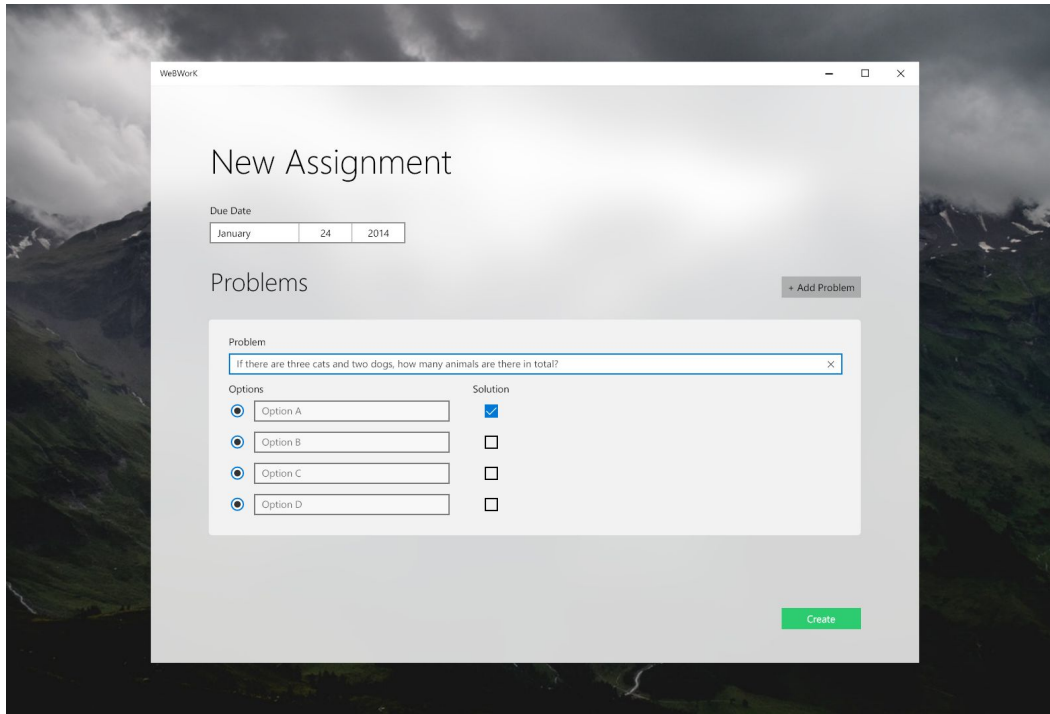 WeBWorK
New Assignment
Due Date
January 24 2014
Problems
+ Add Problem
Problem
If there are three cats and two dogs, how many animals are there in total?
Options Solution
Option A
Option B
Option C
Option D
Create